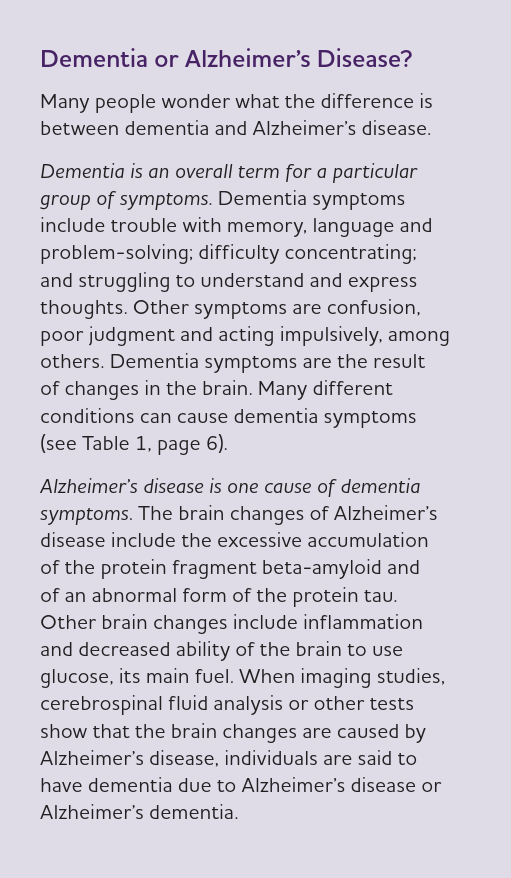 Dementia or Alzheimer’s Disease?
Many people wonder what the difference is
between dementia and Alzheimer’s disease.
Dementia is an overall term for a particular
group of symptoms. Dementia symptoms
include trouble with memory, language and
problem-solving; difficulty concentrating;
and struggling to understand and express
thoughts. Other symptoms are confusion,
poor judgment and acting impulsively, among
others. Dementia symptoms are the result
of changes in the brain. Many different
conditions can cause dementia symptoms
(see Table 1, page 6).
Alzheimer’s disease is one cause of dementia
symptoms. The brain changes of Alzheimer’s
disease include the excessive accumulation
of the protein fragment beta-amyloid and
of an abnormal form of the protein tau.
Other brain changes include inflammation
and decreased ability of the brain to use
glucose, its main fuel. When imaging studies,
cerebrospinal fluid analysis or other tests
show that the brain changes are caused by
Alzheimer’s disease, individuals are said to
have dementia due to Alzheimer’s disease or
Alzheimer’s dementia.